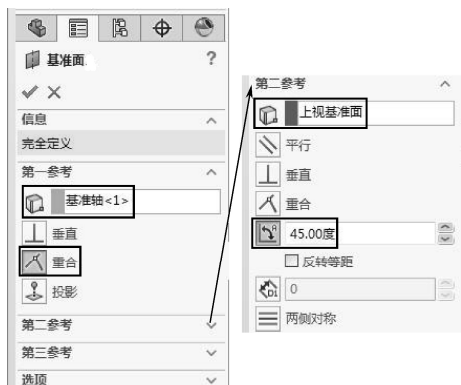 基准面
?
信息
完全定义
第一参考
基准轴<1>
垂直
重合
投影
第二参考
第三参考
选项
第二参考
上视基准面
平行
垂直
重合
45.00度
反转等距
D1
0
两侧对称